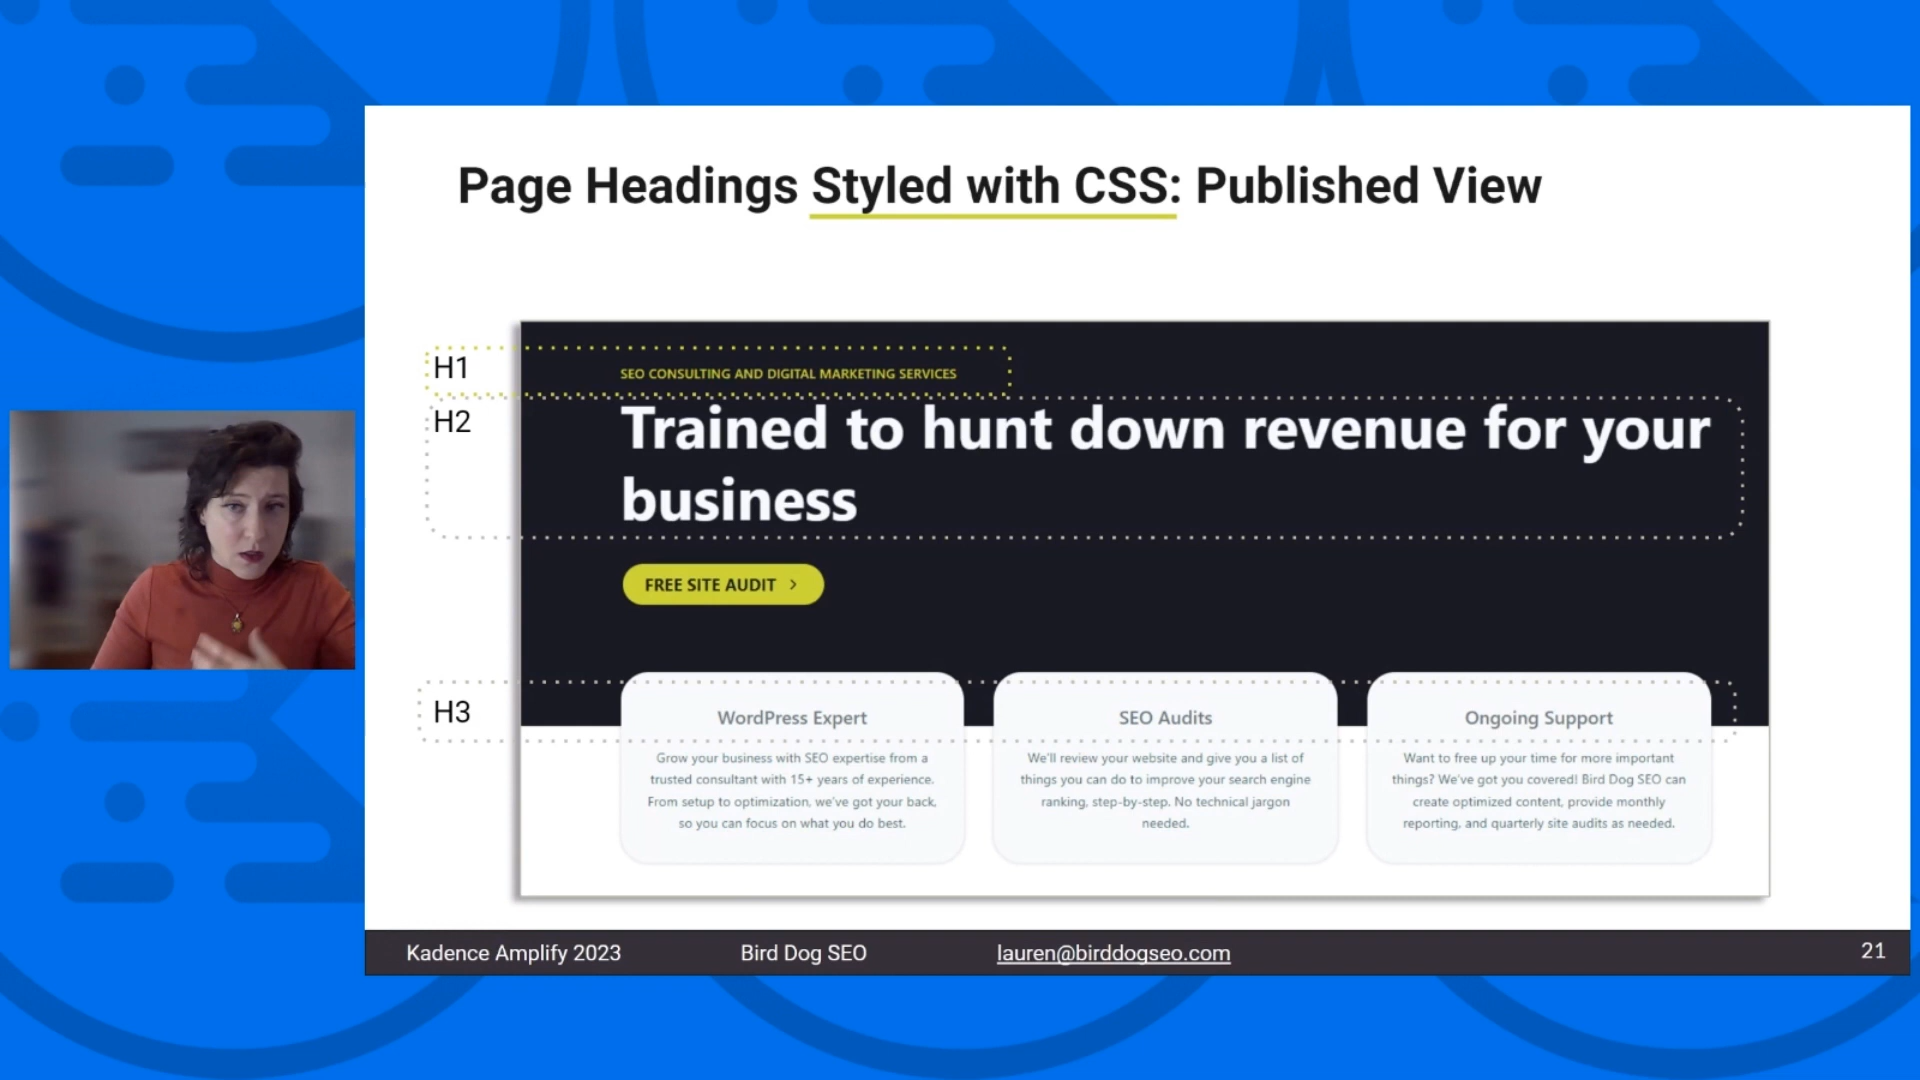 Page Headings Styled with CSS: Published View
H1
SEO CONSULTING AND DIGITAL MARKETING SERVICES
H2
Trained to hunt down revenue for your
business
FREE SITE AUDIT
H3
WordPress Expert
Grow your business with SEO expertise from a
trusted consultant with 15+ years of experience.
From setup to optimization, we've got your back,
so you can focus on what you do best.
SEO Audits
We'll review your website and give you a list of
things you can do to improve your search engine
ranking, step-by-step. No technical jargon
needed.
Ongoing Support
Want to free up your time for more important
things? We've got you covered! Bird Dog SEO can
create optimized content, provide monthly
reporting, and quarterly site audits as needed.
Kadence Amplify 2023
Bird Dog SEO
lauren@birddogseo.com
21